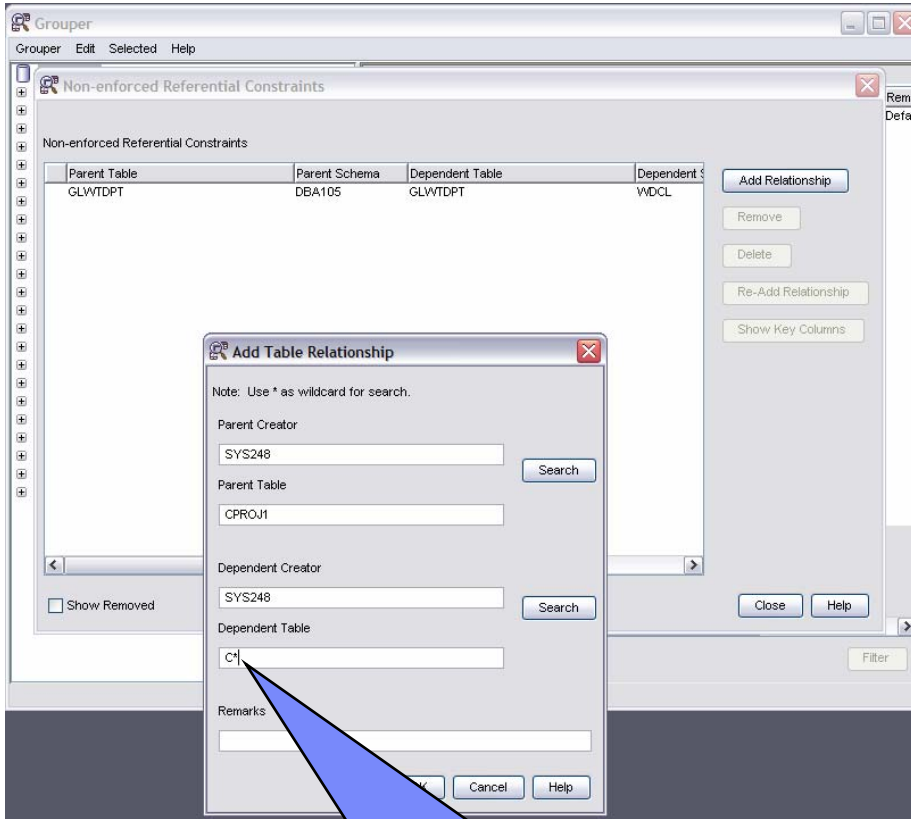 Grouper
Grouper Edit Selected Help
Non-enforced Referential Constraints
Rem
Defa
Non-enforced Referential Constraints
Parent Table Parent Schema Dependent Table Dependent S
GLWTDPT DBA105 GLWTDPT WDCL
Add Relationship
Remove
Delete
Re-Add Relationship
Show Key Columns
Add Table Relationship
Note: Use * as wildcard for search.
Parent Creator
SYS248
Search
Parent Table
CPROJ1
Dependent Creator
SYS248
Search
Dependent Table
C*
Remarks
K Cancel Help
Show Removed
Close Help
Filter